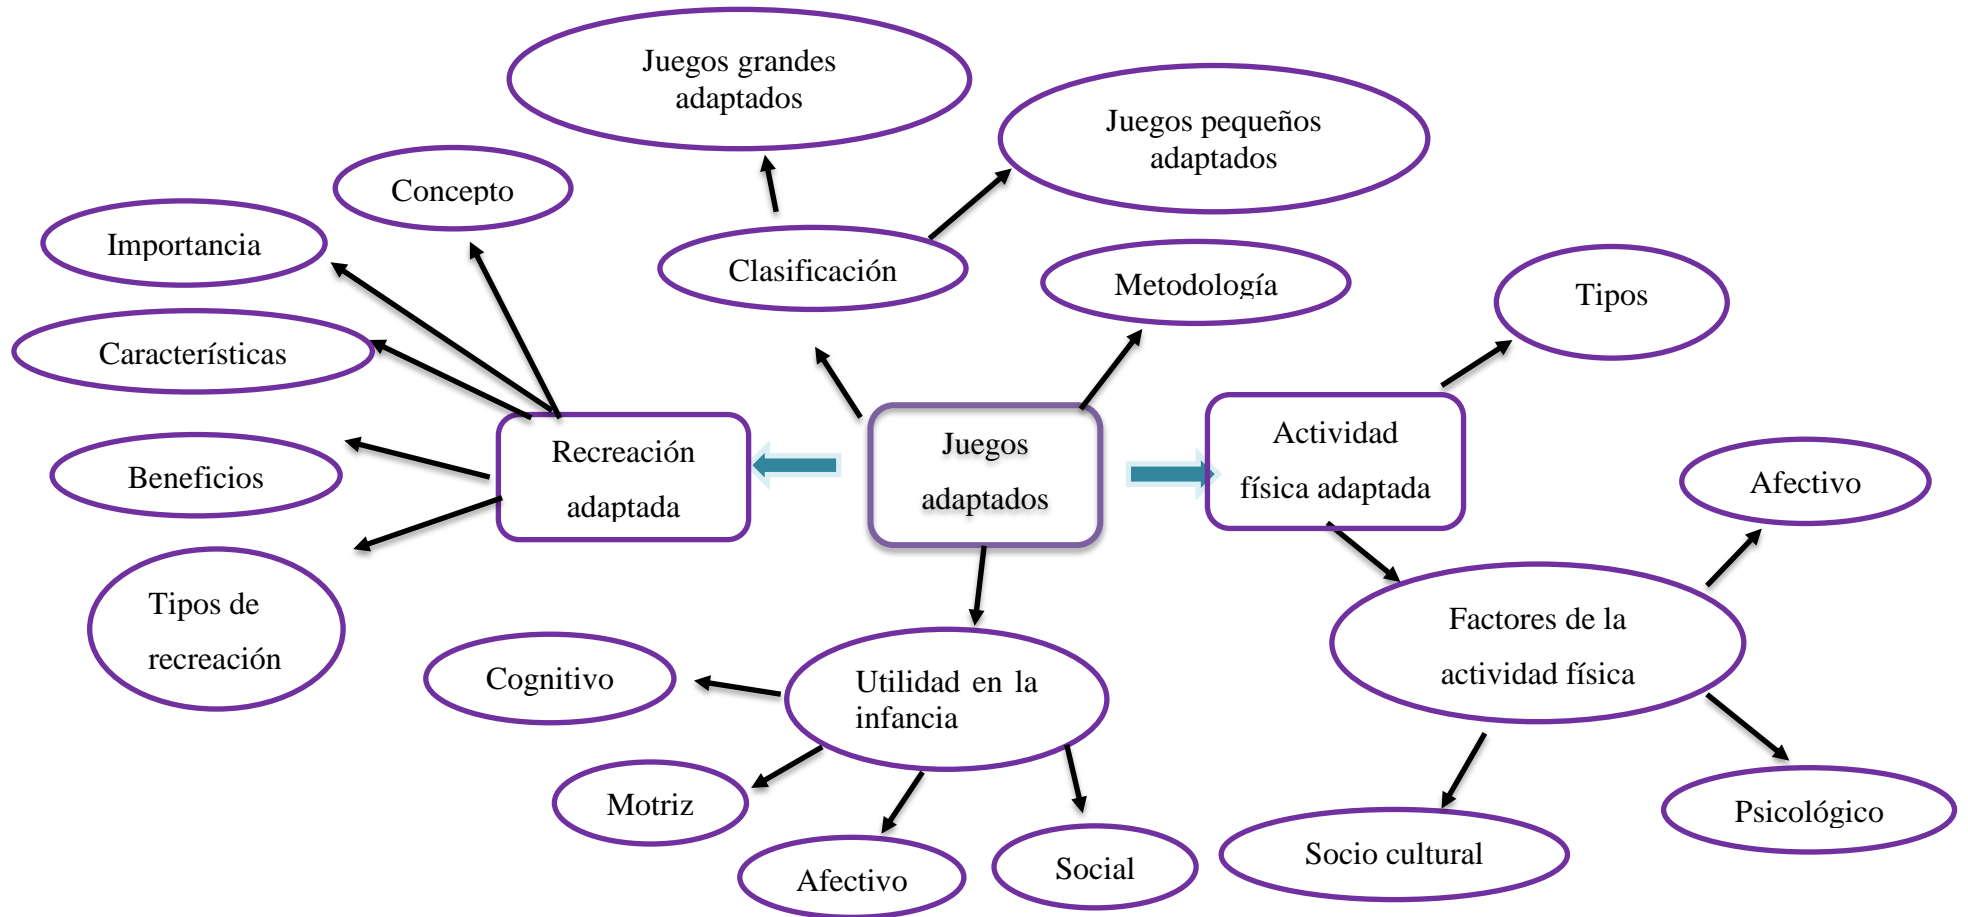 Juegos grandes
adaptados
Juegos pequeños
adaptados
Concepto
Importancia
Clasificación
Metodología
Tipos
Características
Recreación
adaptada
Juegos
adaptados
Actividad
física adaptada
Beneficios
Afectivo
Tipos de
recreación
Factores de la
actividad física
Cognitivo
Utilidad en la
infancia
Motriz
Afectivo
Social
Socio cultural
Psicológico